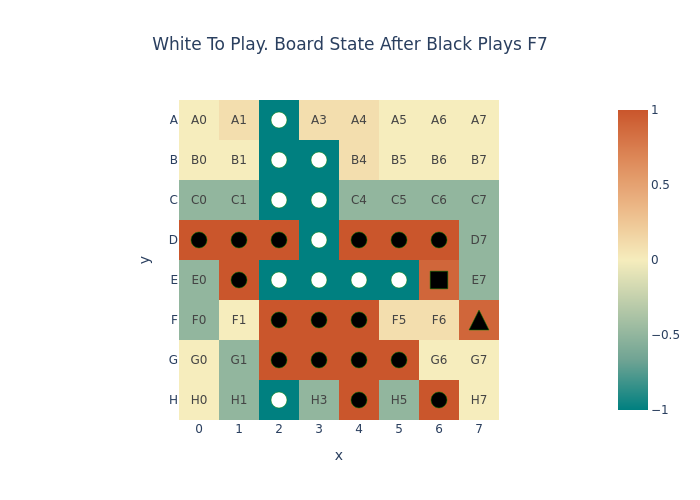 White To Play. Board State After Black Plays F7
A A0 A1 A3 A4 A5 A6 A7
B B0 B1 B4 B5 B6 B7
C C0 C1 C4 C5 C6 C7
D D7
E E0 E7
F F0 F1 F5 F6
G G0 G1 G6 G7
H H0 H1 H3 H5 H7
0 1 2 3 4 5 6 7
x
y
1
0.5
0
−0.5
−1